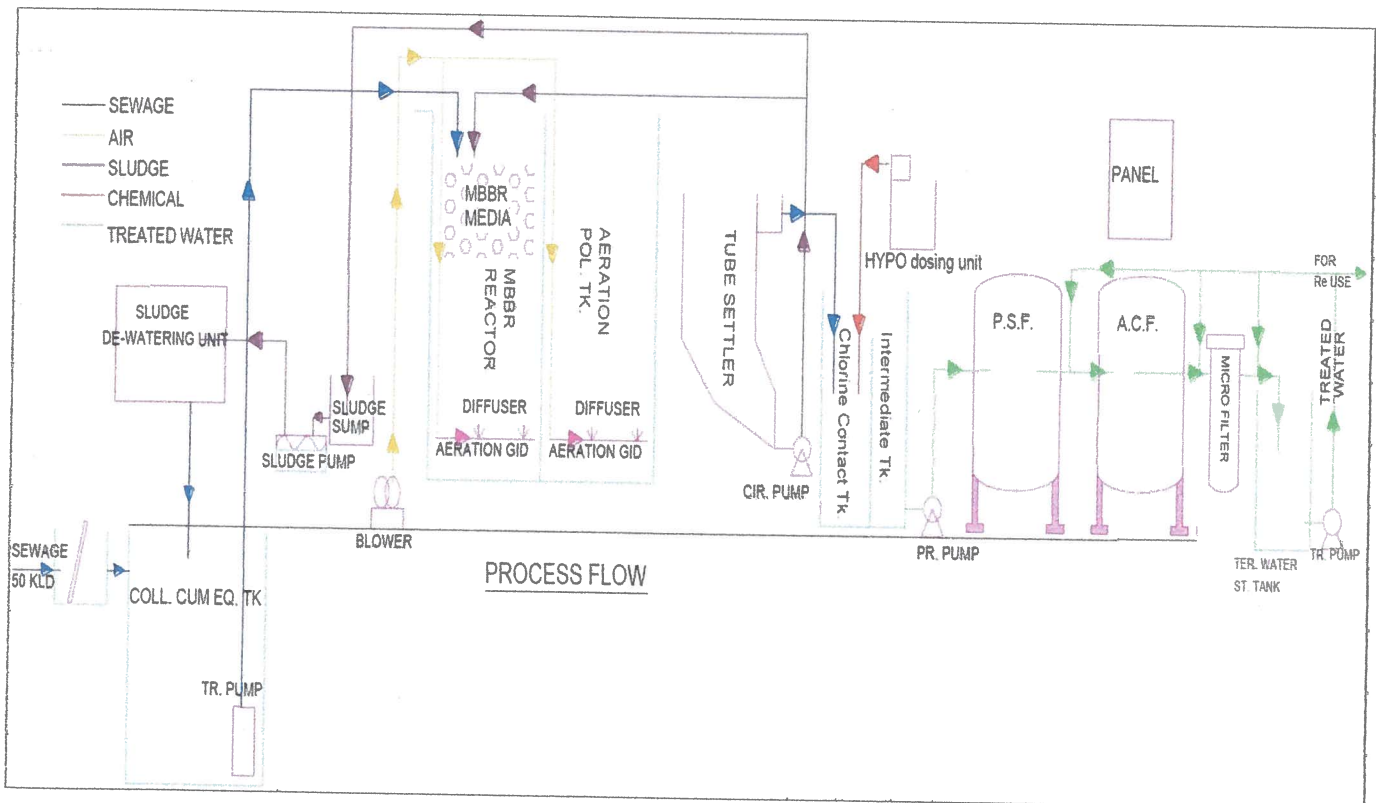 SEWAGE
AIR
SLUDGE
CHEMICAL
TREATED WATER
SLUDGE
DE-WATERING UNIT
SLUDGE
SUMP
SLUDGE PUMP
MBBR
MEDIA
MBBR
REACTOR
AERATION
POL. TK.
DIFFUSER
DIFFUSER
AERATION GID
AERATION GID
BLOWER
TUBE SETTLER
CIR. PUMP
HYPO dosing unit
Chlorine Contact Tk
Intermediate Tk.
PANEL
P.S.F.
A.C.F.
MICRO FILTER
FOR
Re USE
TREATED
WATER
PR. PUMP
TER. WATER
ST. TANK
TR. PUMP
SEWAGE
50 KLD
COLL. CUM EQ. TK
TR. PUMP
PROCESS FLOW